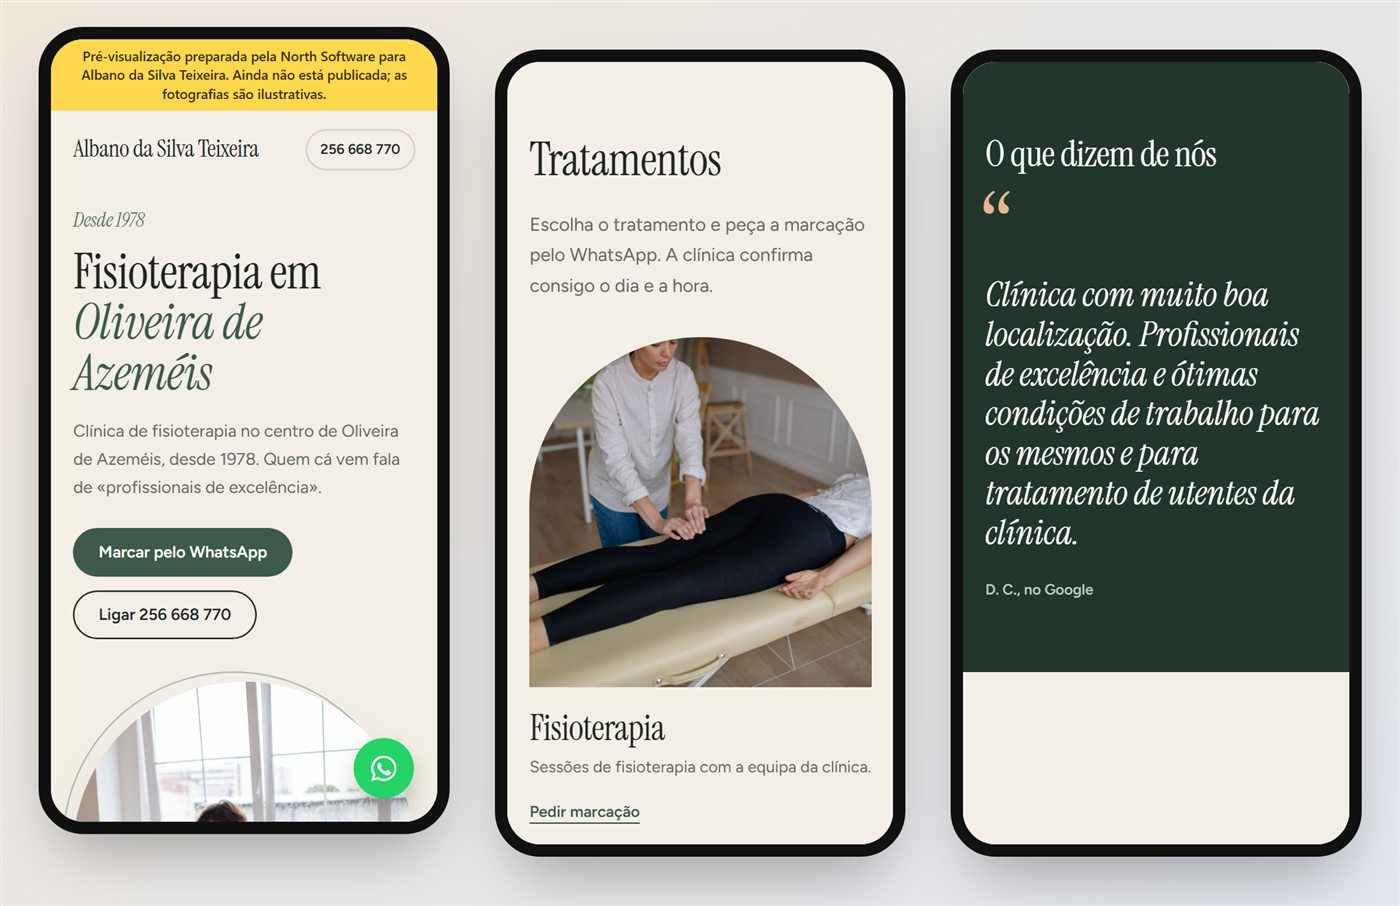 Pré-visualização preparada pela North Software para
Albano da Silva Teixeira. Ainda não está publicada; as
fotografias são ilustrativas.
Albano da Silva Teixeira
256 668 770
Desde 1978
Fisioterapia em
Oliveira de
Azeméis
Clínica de fisioterapia no centro de Oliveira
de Azeméis, desde 1978. Quem cá vem fala
de «profissionais de excelência».
Marcar pelo WhatsApp
Ligar 256 668 770
Tratamentos
Escolha o tratamento e peça a marcação
pelo WhatsApp. A clínica confirma
consigo o dia e a hora.
Fisioterapia
Sessões de fisioterapia com a equipa da clínica.
Pedir marcação
O que dizem de nós
“
Clínica com muito boa
localização. Profissionais
de excelência e ótimas
condições de trabalho para
os mesmos e para
tratamento de utentes da
clínica.
D. C., no Google